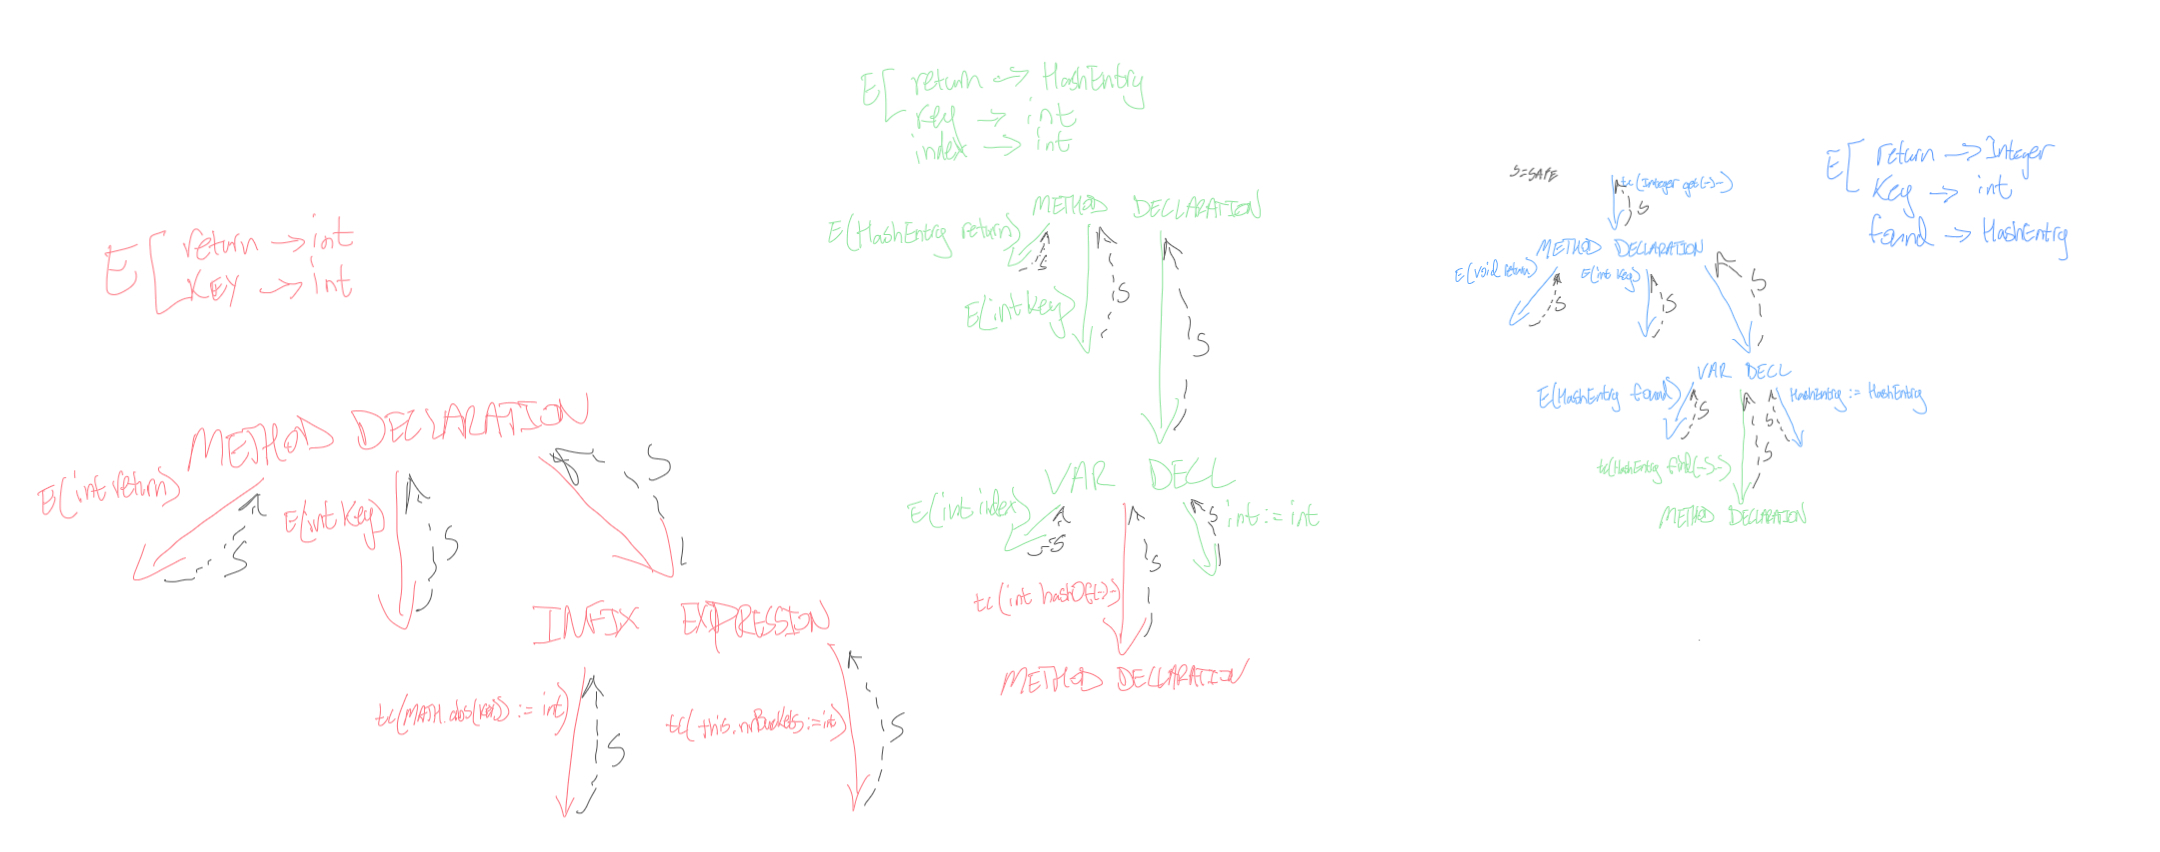 E[ return → int
KEY → int
METHOD DECLARATION
E(int return)
S
E(int key)
S
S
INFIX EXPRESSION
tc(MATH.abs(key) := int)
S
tc(this.nrBuckets := int)
S
E[ return → HashEntry
key → int
index → int
METHOD DECLARATION
E(HashEntry return)
S
E(int key)
S
S
VAR DECL
E(int index)
S
tc(int hashOf(-)-)
S
S
int := int
METHOD DECLARATION
S=SAFE
tc(Integer get(-)-)
S
METHOD DECLARATION
E(void return)
S
E(int key)
S
S
VAR DECL
E(HashEntry found)
S
HashEntry := HashEntry
S
tc(HashEntry find(-)-)
S
METHOD DECLARATION
E[ return → Integer
Key → int
found → HashEntry